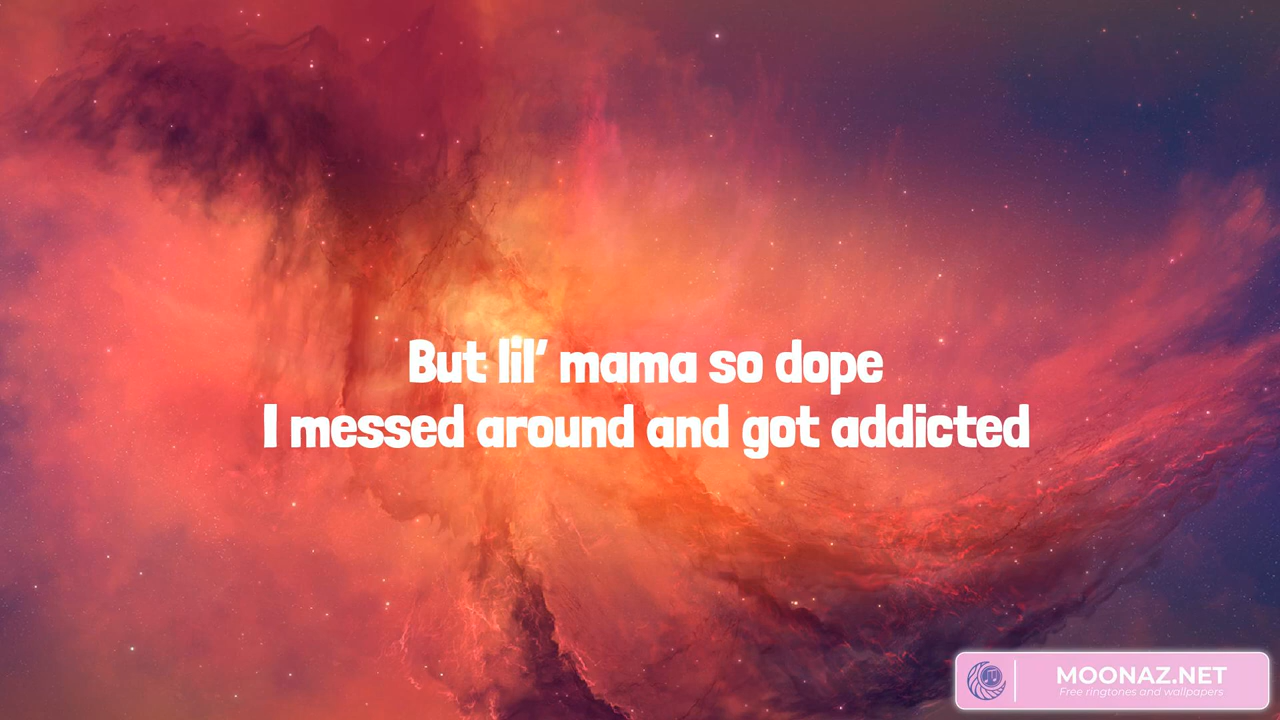 But lil’ mama so dope
I messed around and got addicted
MOONAZ.NET
Free ringtones and wallpapers